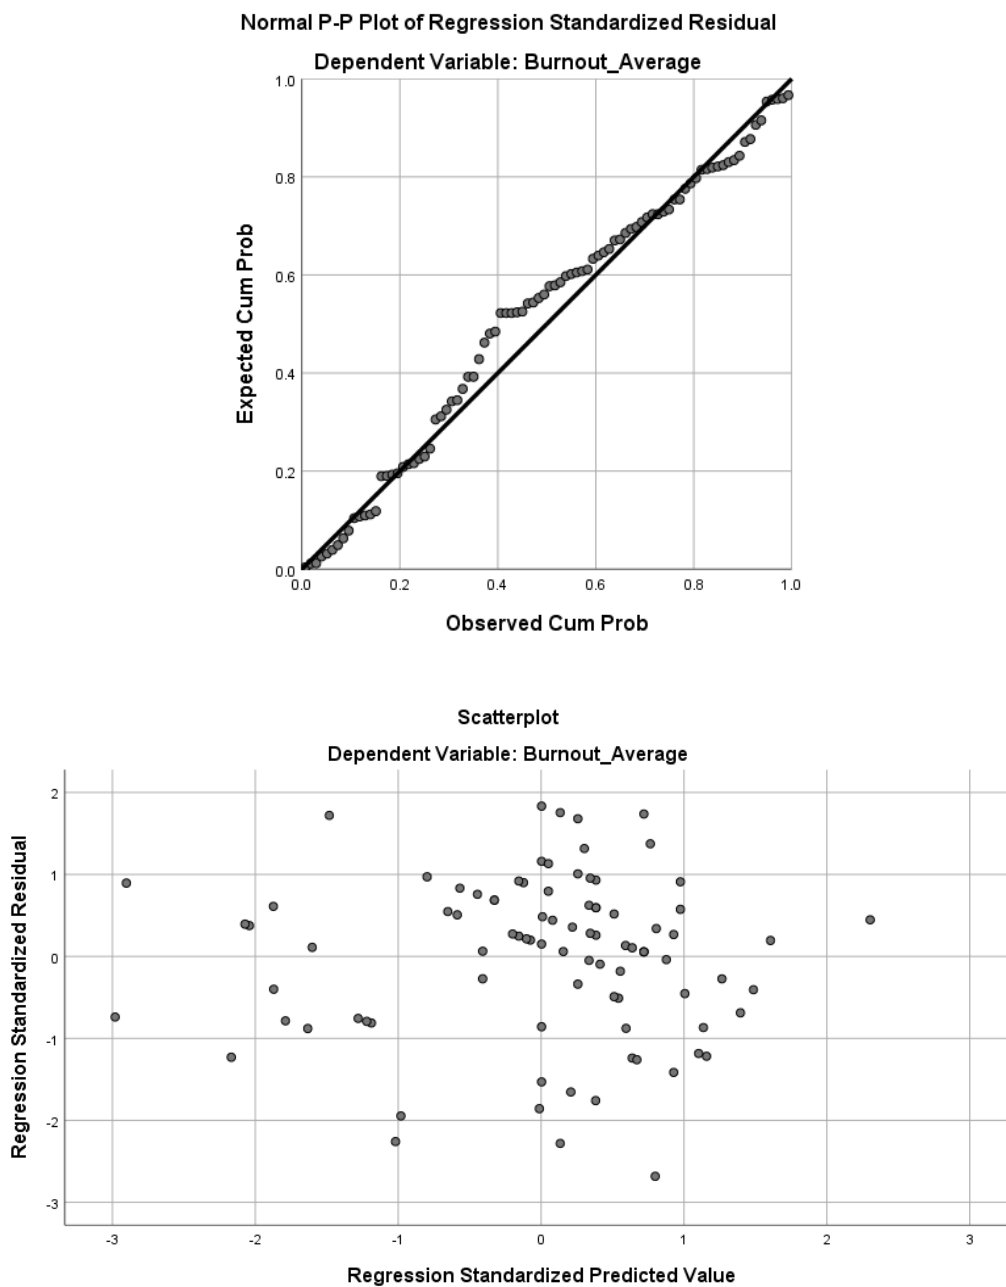 Normal P-P Plot of Regression Standardized Residual
Dependent Variable: Burnout_Average
1.0
0.8
0.6
0.4
0.2
0.0
Expected Cum Prob
0.0 0.2 0.4 0.6 0.8 1.0
Observed Cum Prob
Scatterplot
Dependent Variable: Burnout_Average
2
1
0
-1
-2
-3
Regression Standardized Residual
-3 -2 -1 0 1 2 3
Regression Standardized Predicted Value